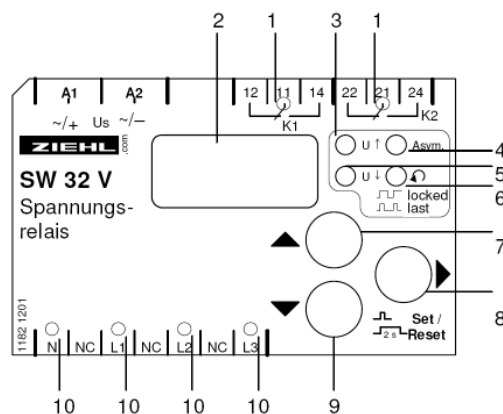 2 1 3 1
A1 A2 12 11 14 22 21 24
~/+ Us ~/− K1 K2
ZIEHL .com
U ↑ Asym. 4
SW 32 V
U ↓ 5
locked 6
Spannungs-
last
relais
7
8
Set /
2 s Reset
1182 1201
N NC L1 NC L2 NC L3
10 10 10 10 9